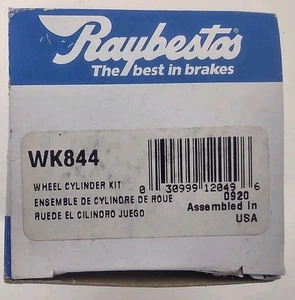 Raybestos
The best in brakes
WK844
WHEEL CYLINDER KIT
ENSEMBLE DE CYLINDRE DE ROUE
RUEDE EL CILINDRO JUEGO
0 30999 12049 6
0920
Assembled In
USA